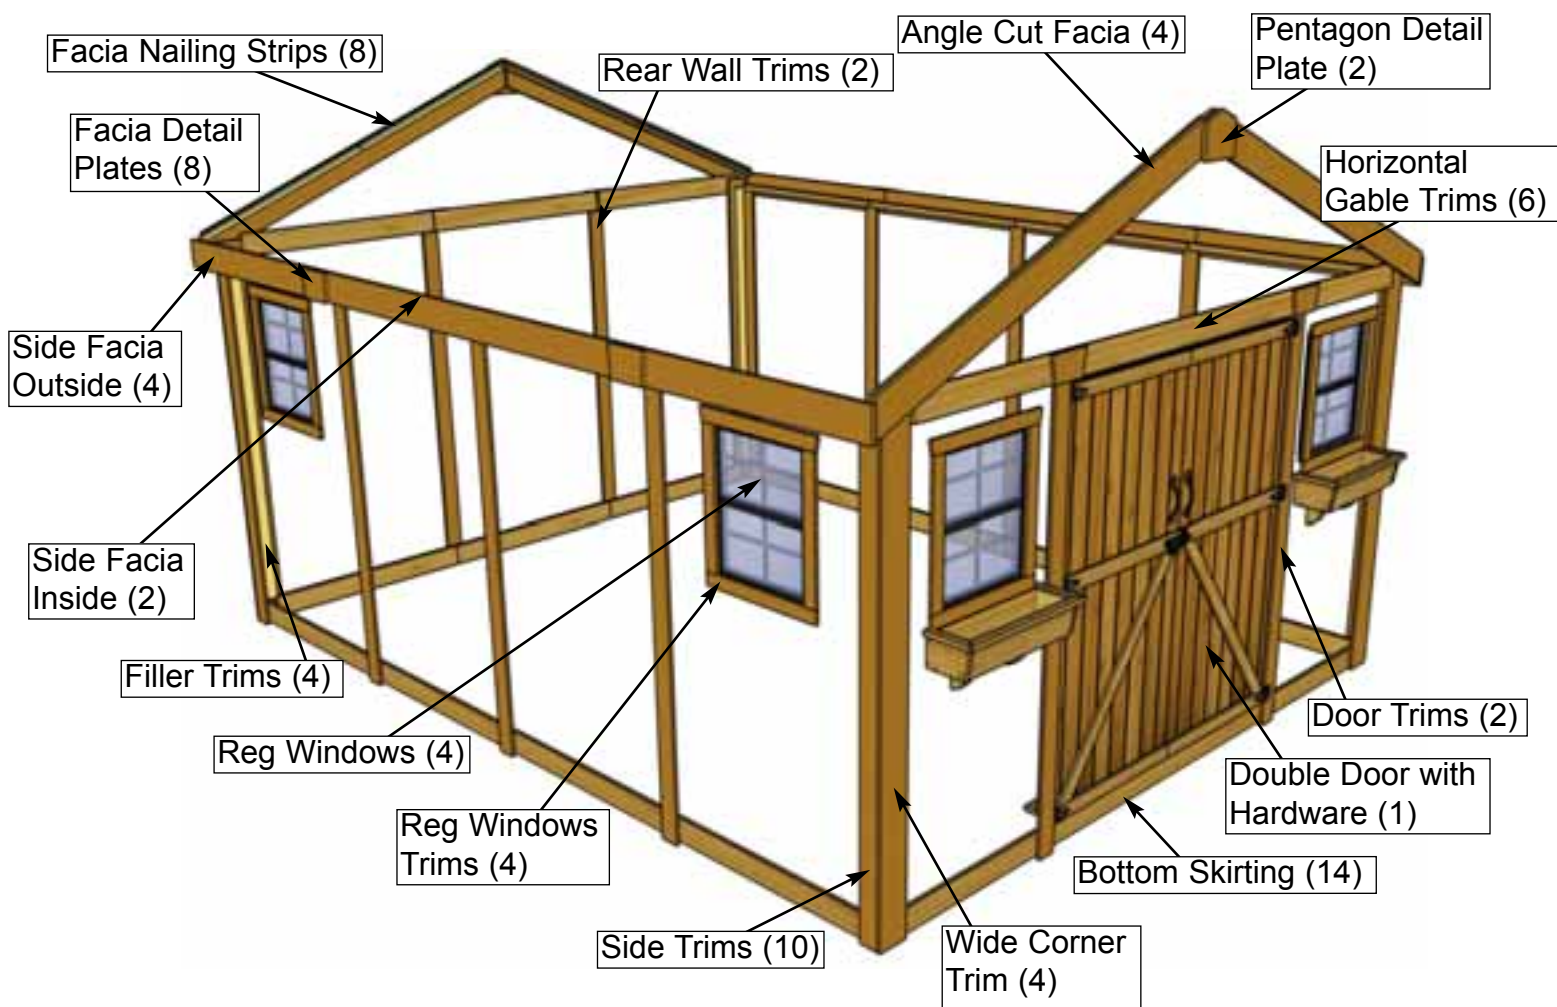 Facia Nailing Strips (8)
Rear Wall Trims (2)
Angle Cut Facia (4)
Pentagon Detail
Plate (2)
Facia Detail
Plates (8)
Horizontal
Gable Trims (6)
Side Facia
Outside (4)
Side Facia
Inside (2)
Filler Trims (4)
Reg Windows (4)
Reg Windows
Trims (4)
Side Trims (10)
Wide Corner
Trim (4)
Bottom Skirting (14)
Double Door with
Hardware (1)
Door Trims (2)